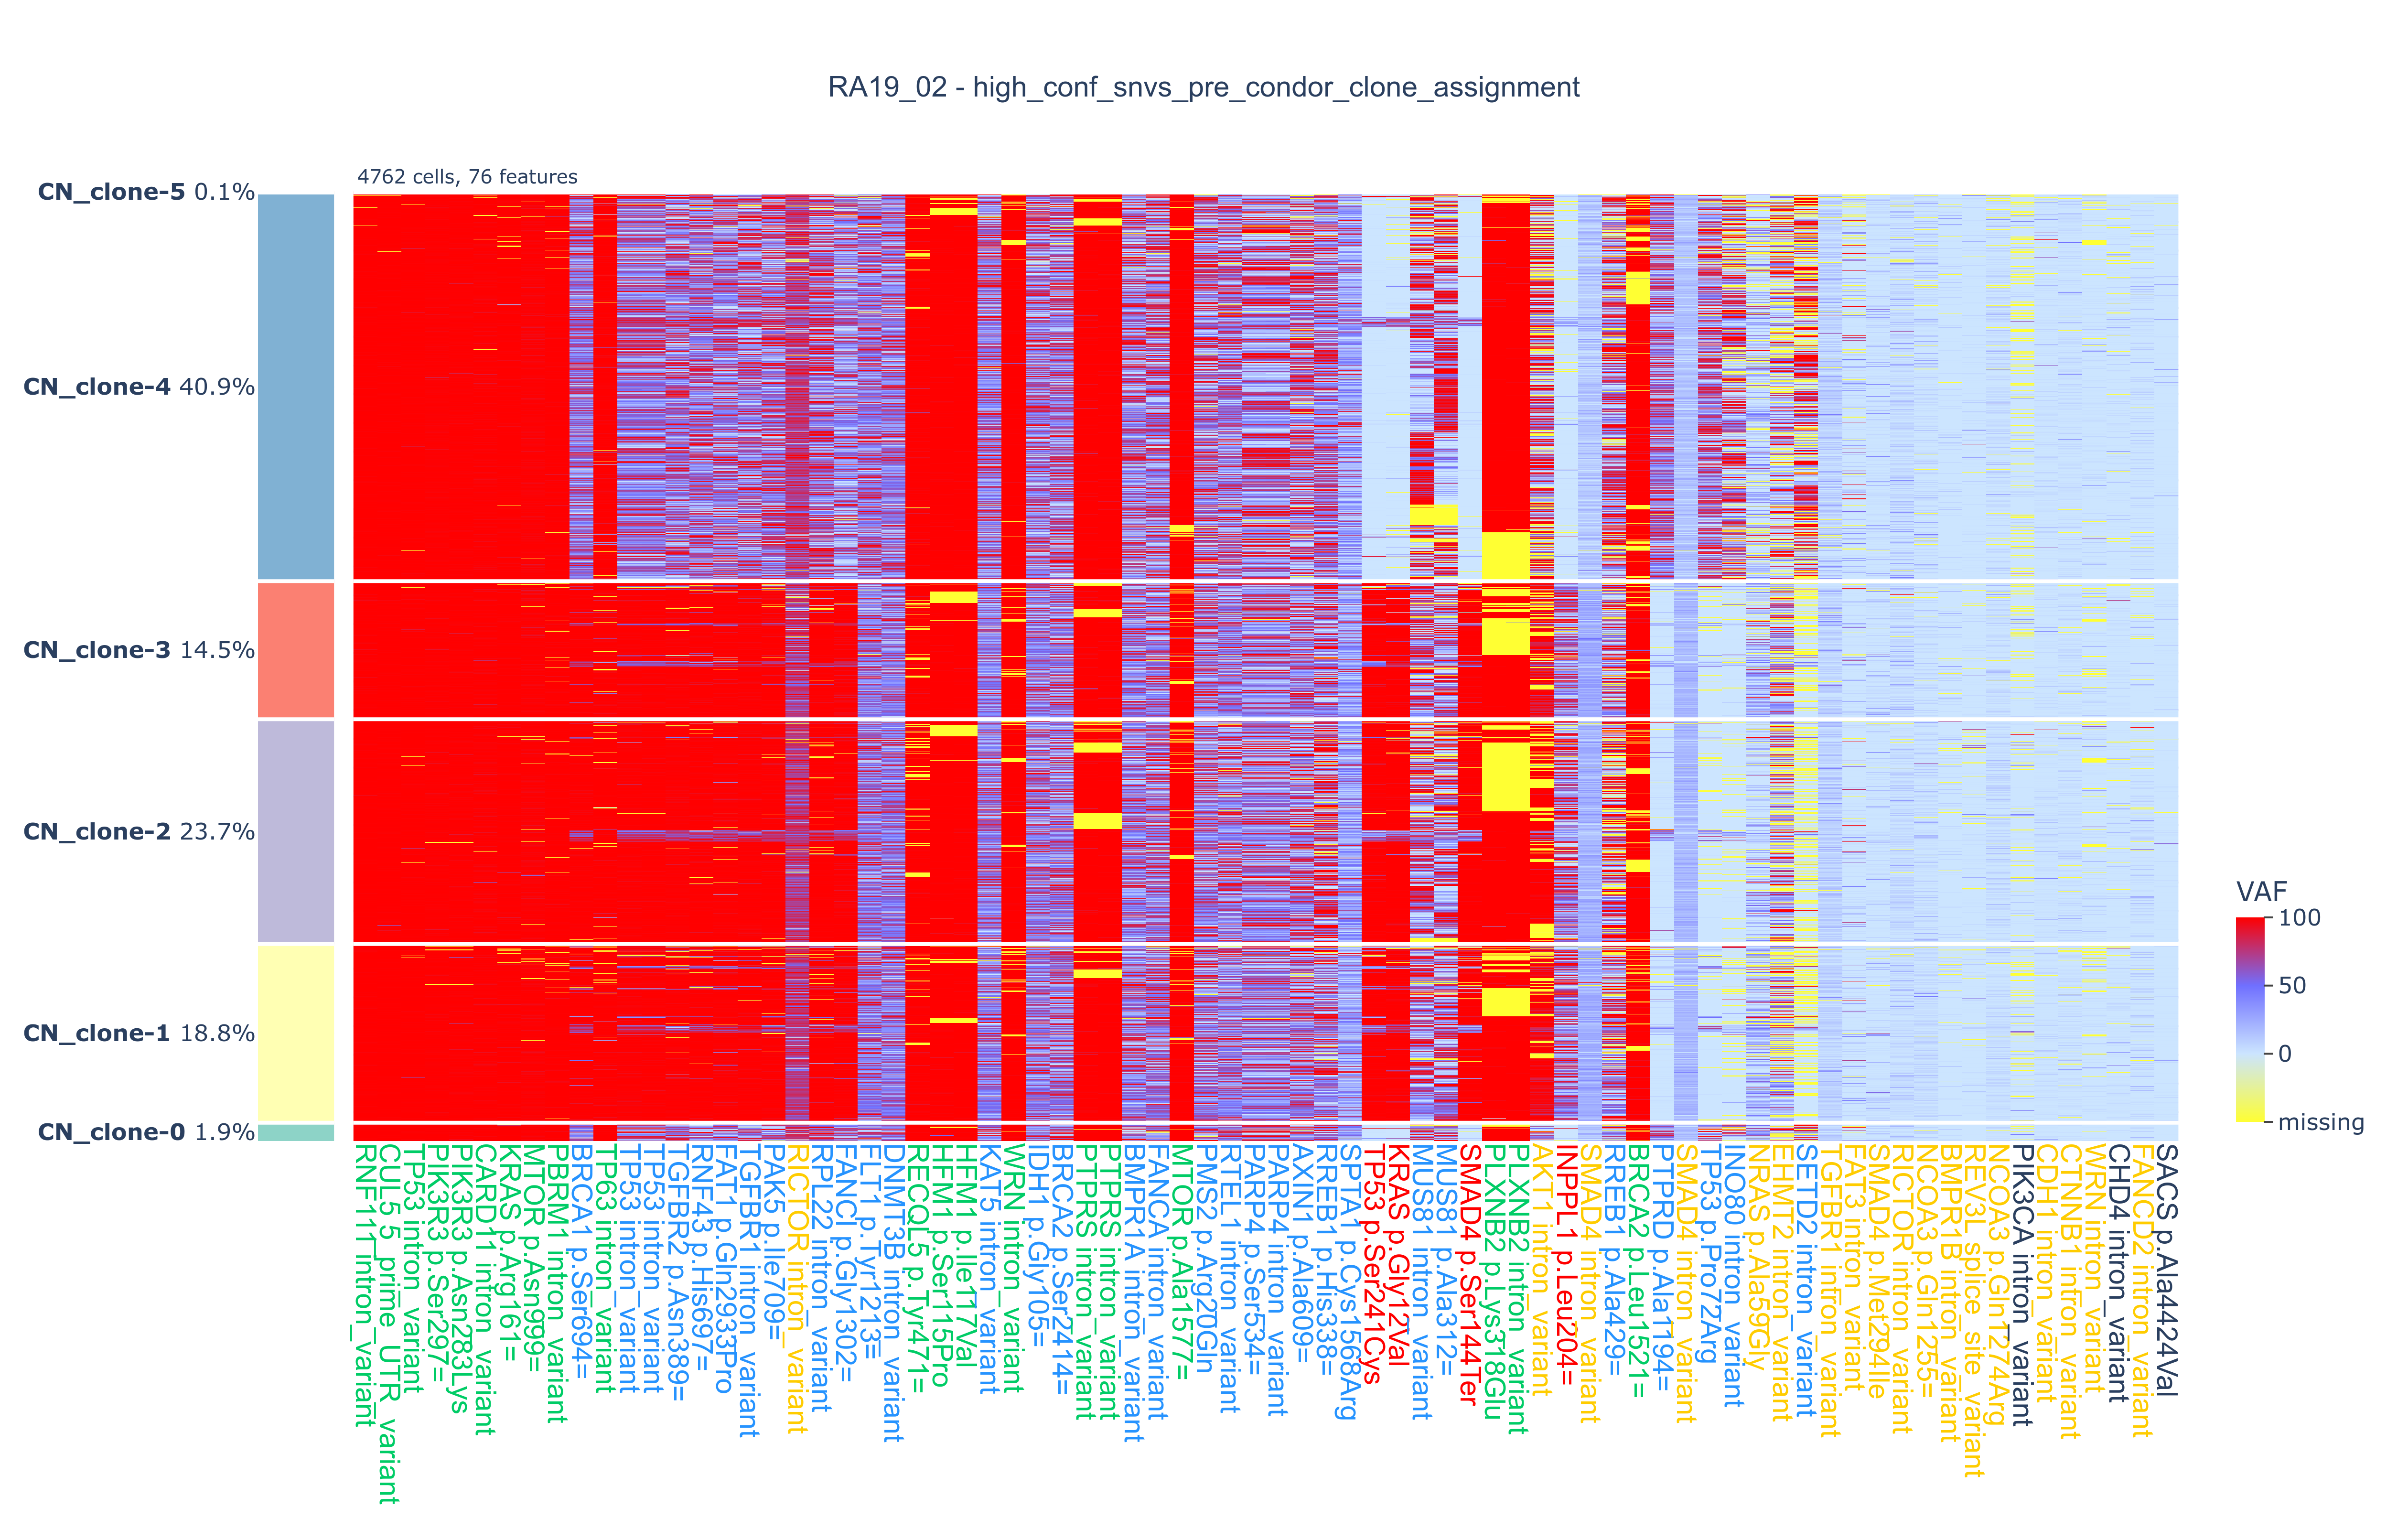 RA19_02 - high_conf_snvs_pre_condor_clone_assignment
4762 cells, 76 features
CN_clone-5 0.1%
CN_clone-4 40.9%
CN_clone-3 14.5%
CN_clone-2 23.7%
CN_clone-1 18.8%
CN_clone-0 1.9%
VAF
100
50
0
missing
RNF111 intron_variant
CUL5 5_prime_UTR_variant
TP53 intron_variant
PIK3R3 p.Ser297=
PIK3R3 p.Asn283Lys
CARD11 intron_variant
KRAS p.Arg161=
MTOR p.Asn999=
PBRM1 intron_variant
BRCA1 p.Ser694=
TP63 intron_variant
TP53 intron_variant
TP53 intron_variant
TGFBR2 p.Asn389=
RNF43 p.His697=
FAT1 p.Gln2933Pro
TGFBR1 intron_variant
PAK5 p.Ile709=
RICTOR intron_variant
RPL22 intron_variant
FANCI p.Gly1302=
FLT1 p.Tyr1213=
DNMT3B intron_variant
RECQL5 p.Tyr471=
HFM1 p.Ser115Pro
HFM1 p.Ile117Val
KAT5 intron_variant
WRN intron_variant
IDH1 p.Gly105=
BRCA2 p.Ser2414=
PTPRS intron_variant
PTPRS intron_variant
BMPR1A intron_variant
FANCA intron_variant
MTOR p.Ala1577=
PMS2 p.Arg20Gln
RTEL1 intron_variant
PARP4 p.Ser534=
PARP4 intron_variant
AXIN1 p.Ala609=
RREB1 p.His338=
SPTA1 p.Cys1568Arg
TP53 p.Ser241Cys
KRAS p.Gly12Val
MUS81 intron_variant
MUS81 p.Ala312=
SMAD4 p.Ser144Ter
PLXNB2 p.Lys318Glu
PLXNB2 intron_variant
AKT1 intron_variant
INPPL1 p.Leu204=
SMAD4 intron_variant
RREB1 p.Ala429=
BRCA2 p.Leu1521=
PTPRD p.Ala1194=
SMAD4 intron_variant
TP53 p.Pro72Arg
INO80 intron_variant
NRAS p.Ala59Gly
EHMT2 intron_variant
SETD2 intron_variant
TGFBR1 intron_variant
FAT3 intron_variant
SMAD4 p.Met294Ile
RICTOR intron_variant
NCOA3 p.Gln1255=
BMPR1B intron_variant
REV3L splice_site_variant
NCOA3 p.Gln1274Arg
PIK3CA intron_variant
CDH1 intron_variant
CTNNB1 intron_variant
WRN intron_variant
CHD4 intron_variant
FANCD2 intron_variant
SACS p.Ala4424Val